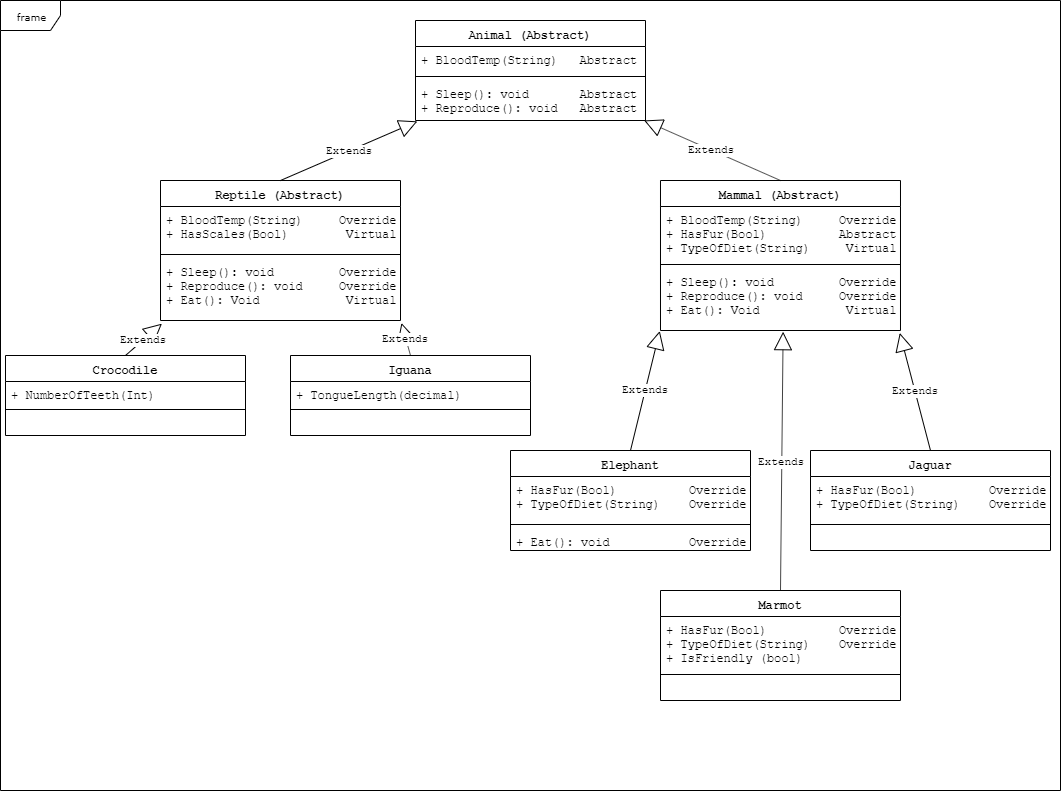 frame
Animal (Abstract)
+ BloodTemp(String) Abstract
+ Sleep(): void Abstract
+ Reproduce(): void Abstract
Extends
Extends
Reptile (Abstract)
+ BloodTemp(String) Override
+ HasScales(Bool) Virtual
+ Sleep(): void Override
+ Reproduce(): void Override
+ Eat(): Void Virtual
Mammal (Abstract)
+ BloodTemp(String) Override
+ HasFur(Bool) Abstract
+ TypeOfDiet(String) Virtual
+ Sleep(): void Override
+ Reproduce(): void Override
+ Eat(): Void Virtual
Extends
Extends
Crocodile
+ NumberOfTeeth(Int)
Iguana
+ TongueLength(decimal)
Extends
Extends
Extends
Elephant
+ HasFur(Bool) Override
+ TypeOfDiet(String) Override
+ Eat(): void Override
Jaguar
+ HasFur(Bool) Override
+ TypeOfDiet(String) Override
Marmot
+ HasFur(Bool) Override
+ TypeOfDiet(String) Override
+ IsFriendly (bool)